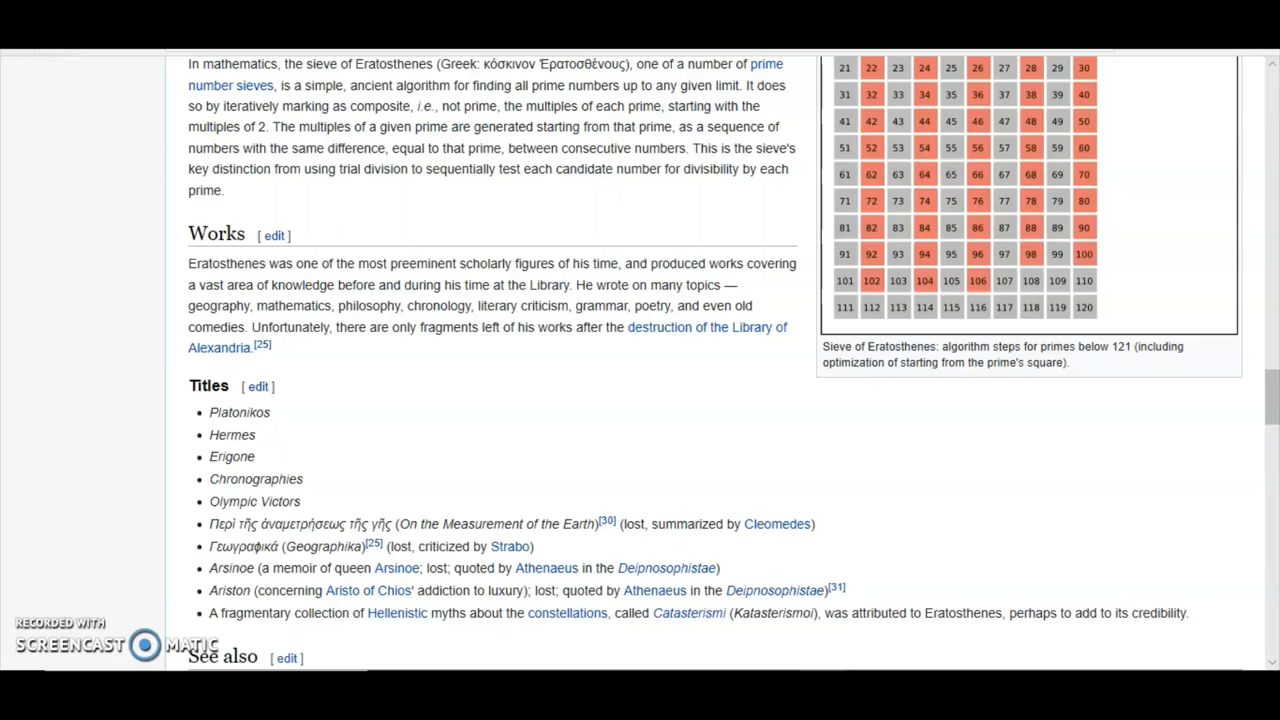 In mathematics, the sieve of Eratosthenes (Greek: κόσκινον Ἐρατοσθένους), one of a number of prime
number sieves, is a simple, ancient algorithm for finding all prime numbers up to any given limit. It does
so by iteratively marking as composite, i.e., not prime, the multiples of each prime, starting with the
multiples of 2. The multiples of a given prime are generated starting from that prime, as a sequence of
numbers with the same difference, equal to that prime, between consecutive numbers. This is the sieve's
key distinction from using trial division to sequentially test each candidate number for divisibility by each
prime.
Works [ edit ]
Eratosthenes was one of the most preeminent scholarly figures of his time, and produced works covering
a vast area of knowledge before and during his time at the Library. He wrote on many topics —
geography, mathematics, philosophy, chronology, literary criticism, grammar, poetry, and even old
comedies. Unfortunately, there are only fragments left of his works after the destruction of the Library of
Alexandria.[25]
21 22 23 24 25 26 27 28 29 30
31 32 33 34 35 36 37 38 39 40
41 42 43 44 45 46 47 48 49 50
51 52 53 54 55 56 57 58 59 60
61 62 63 64 65 66 67 68 69 70
71 72 73 74 75 76 77 78 79 80
81 82 83 84 85 86 87 88 89 90
91 92 93 94 95 96 97 98 99 100
101 102 103 104 105 106 107 108 109 110
111 112 113 114 115 116 117 118 119 120
Sieve of Eratosthenes: algorithm steps for primes below 121 (including
optimization of starting from the prime's square).
Titles [ edit ]
• Platonikos
• Hermes
• Erigone
• Chronographies
• Olympic Victors
• Περὶ τῆς ἀναμετρήσεως τῆς γῆς (On the Measurement of the Earth)[30] (lost, summarized by Cleomedes)
• Γεωγραφικά (Geographika)[25] (lost, criticized by Strabo)
• Arsinoe (a memoir of queen Arsinoe; lost; quoted by Athenaeus in the Deipnosophistae)
• Ariston (concerning Aristo of Chios' addiction to luxury); lost; quoted by Athenaeus in the Deipnosophistae)[31]
• A fragmentary collection of Hellenistic myths about the constellations, called Catasterismi (Katasterismoi), was attributed to Eratosthenes, perhaps to add to its credibility.
See also [ edit ]
RECORDED WITH
SCREENCAST MATIC